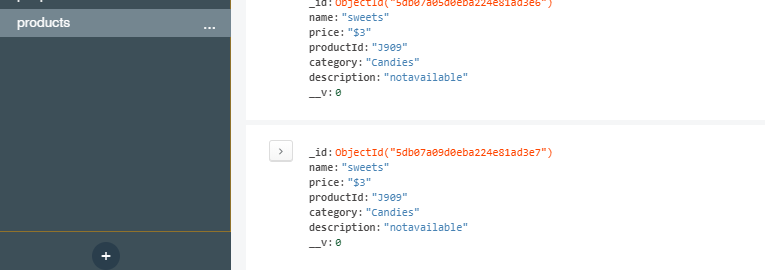 products
...
_id: ObjectId("5db07a05d0eba224e81ad3e6")
name: "sweets"
price: "$3"
productId: "J909"
category: "Candies"
description: "notavailable"
__v: 0
_id: ObjectId("5db07a09d0eba224e81ad3e7")
name: "sweets"
price: "$3"
productId: "J909"
category: "Candies"
description: "notavailable"
__v: 0
+